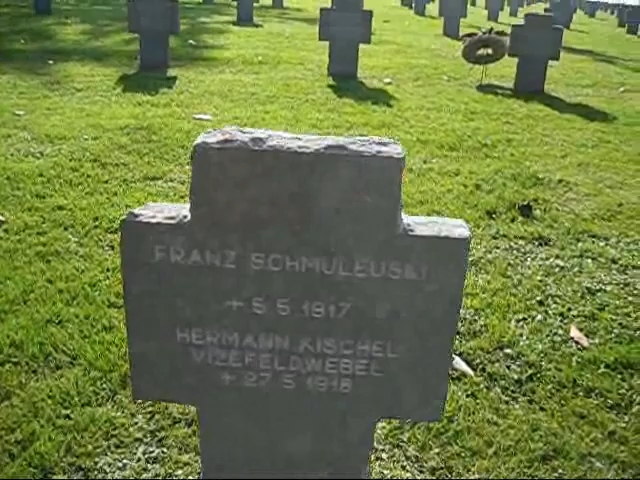 FRANZ SCHMULEUSKI
+ 5 5 1917
HERMANN KISCHEL
VIZEFELDWEBEL
+ 27 5 1918